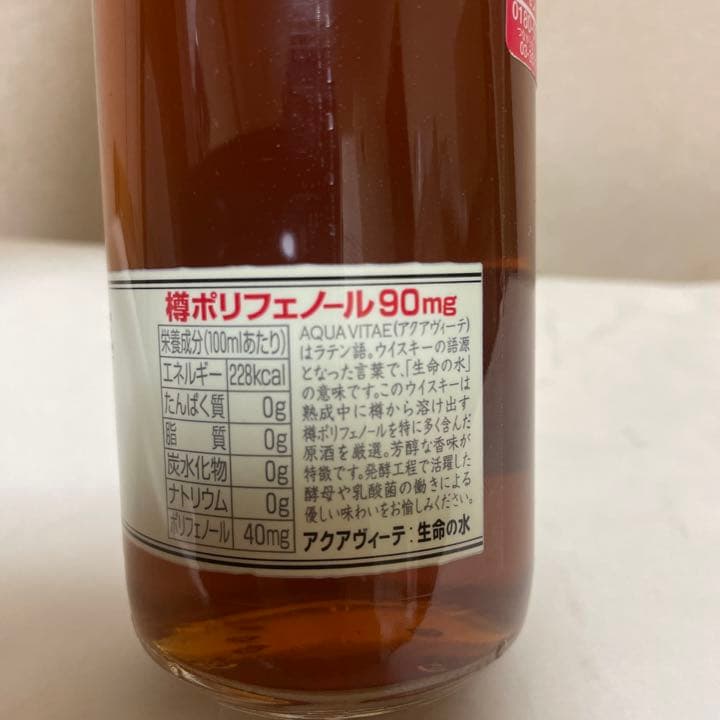 樽ポリフェノール90mg
栄養成分(100mlあたり)
エネルギー 228kcal
たんぱく質 0g
脂質 0g
炭水化物 0g
ナトリウム 0g
ポリフェノール 40mg
AQUA VITAE(アクアヴィーテ)
はラテン語。ウイスキーの語源
となった言葉で、「生命の水」
の意味です。このウイスキーは
熟成中に樽から溶け出す
樽ポリフェノールを特に多く含んだ
原酒を厳選。芳醇な香味が
特徴です。発酵工程で活躍した
酵母や乳酸菌の働きによる
優しい味わいをお愉しみください。
アクアヴィーテ:生命の水